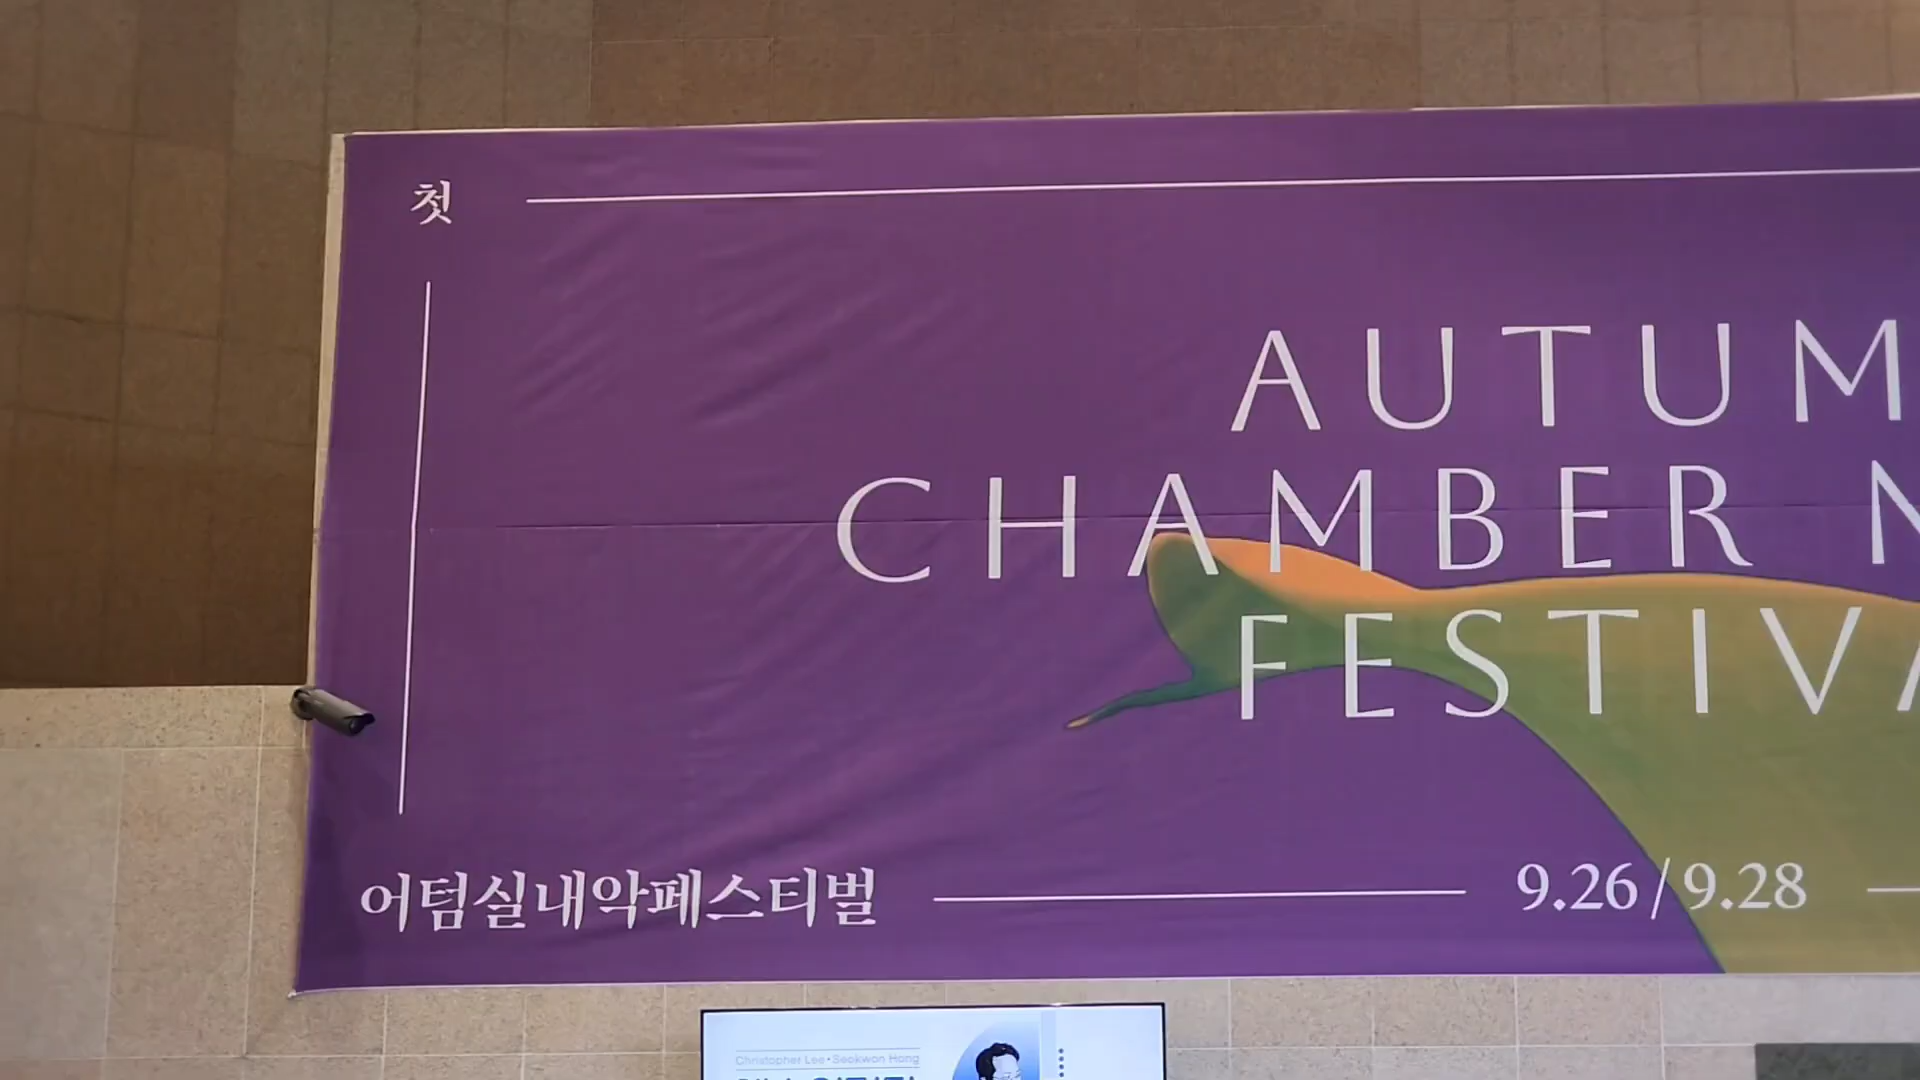 첫
AUTUM
CHAMBER
FESTIVA
어텀실내악페스티벌
9.26/9.28
Christopher Lee•Seokwon Hong